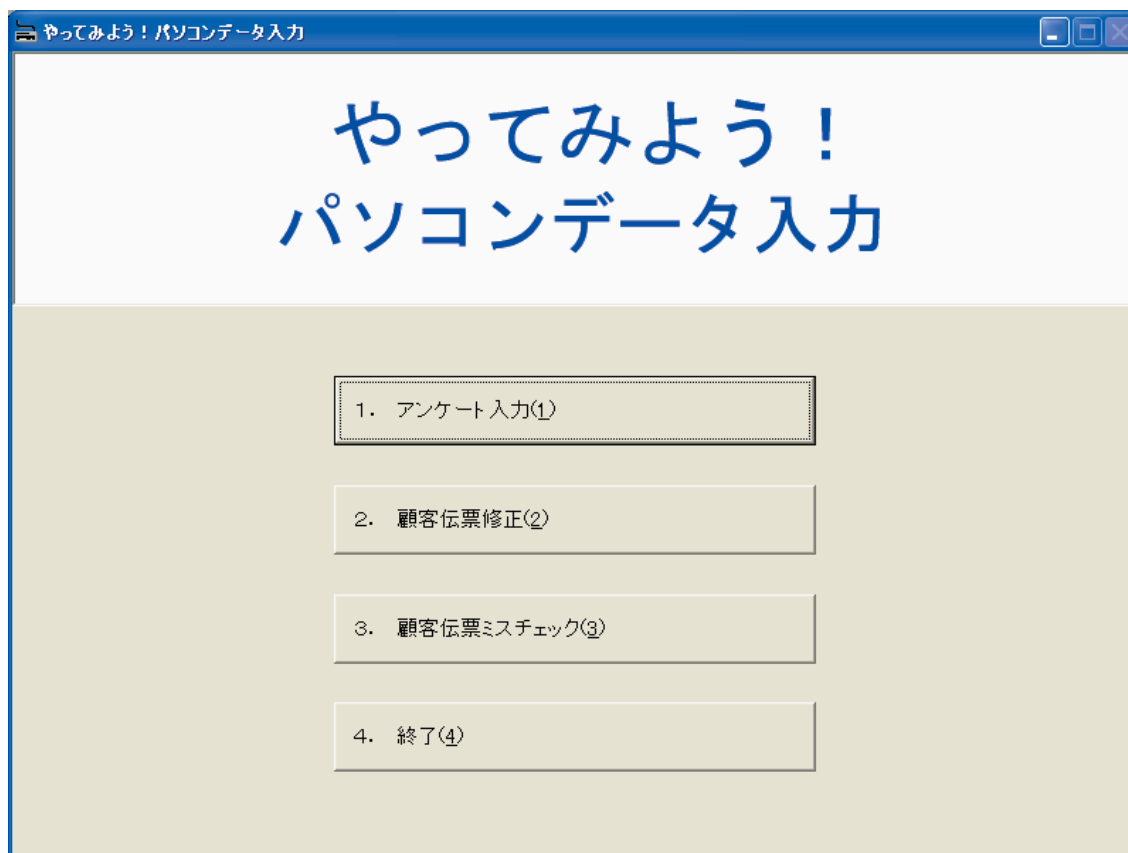 やってみよう！パソコンデータ入力
やってみよう！
パソコンデータ入力
1. アンケート入力(1)
2. 顧客伝票修正(2)
3. 顧客伝票ミスチェック(3)
4. 終了(4)